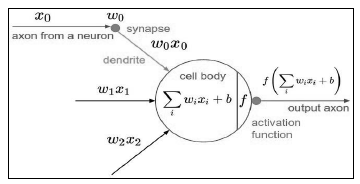 x₀ w₀
axon from a neuron synapse
w₀x₀
dendrite
cell body
w₁x₁
∑ᵢ wᵢxᵢ + b
f
f(∑ᵢ wᵢxᵢ + b)
output axon
activation
function
w₂x₂